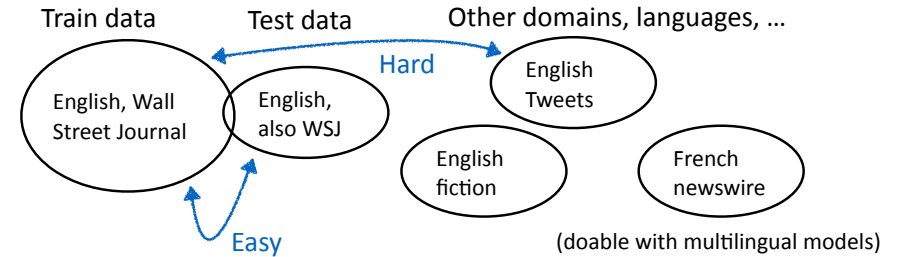 Train data
Test data
Other domains, languages, ...
Hard
English, Wall
Street Journal
English,
also WSJ
English
Tweets
English
fiction
French
newswire
Easy
(doable with multilingual models)